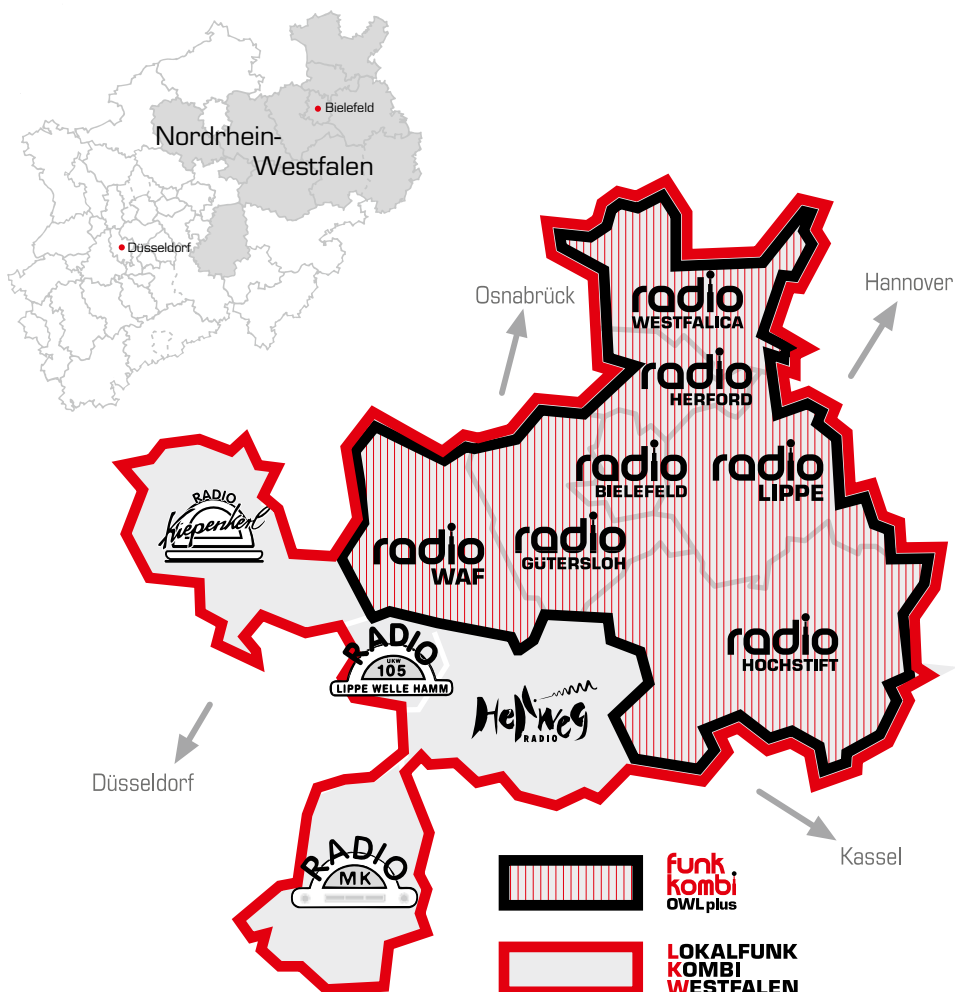 Bielefeld
Nordrhein-
Westfalen
Düsseldorf
Osnabrück
Hannover
radio
WESTFALICA
radio
HERFORD
radio
BIELEFELD
radio
LIPPE
RADIO
Kiepenkerl
radio
WAF
radio
GÜTERSLOH
radio
HOCHSTIFT
RADIO
UKW
105
LIPPE WELLE HAMM
Hellweg
RADIO
Düsseldorf
Kassel
RADIO
MK
funk
kombi
OWL plus
LOKALFUNK
KOMBI
WESTFALEN